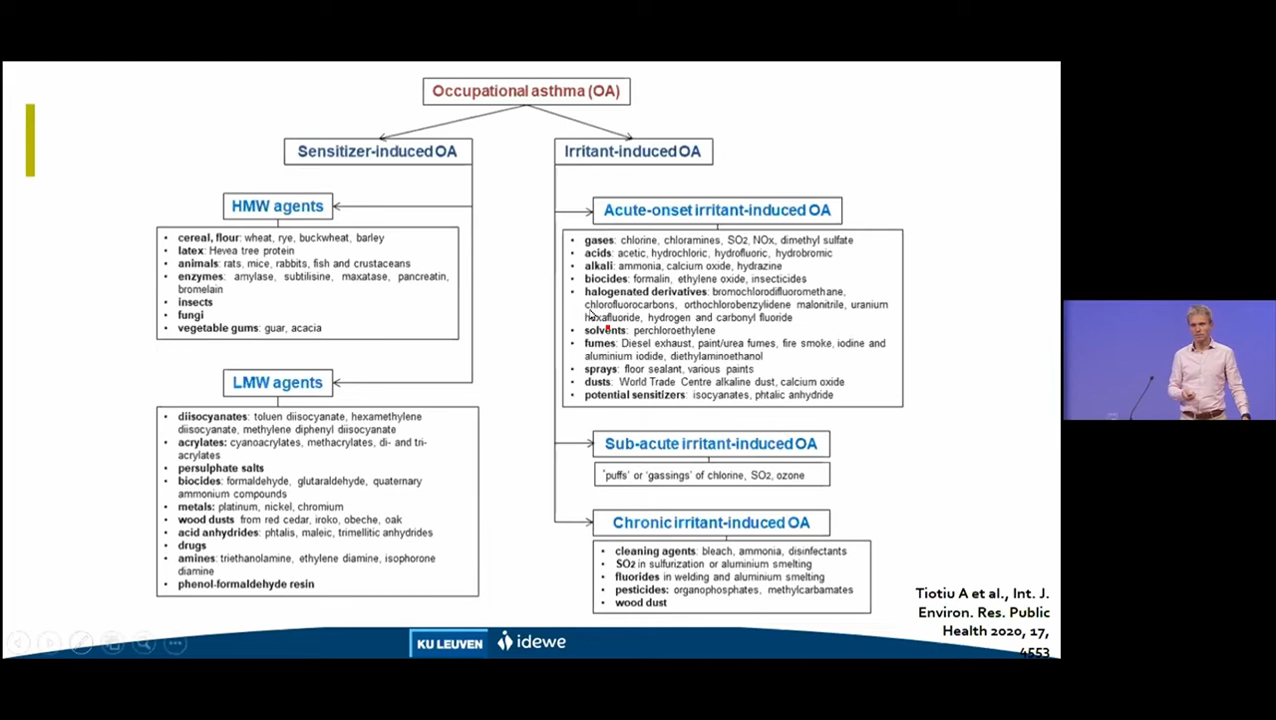 Occupational asthma (OA)
Sensitizer-induced OA
Irritant-induced OA
HMW agents
• cereal, flour: wheat, rye, buckwheat, barley
• latex: Hevea tree protein
• animals: rats, mice, rabbits, fish and crustaceans
• enzymes: amylase, subtilisine, maxatase, pancreatin,
bromelain
• insects
• fungi
• vegetable gums: guar, acacia
LMW agents
• diisocyanates: toluen diisocyanate, hexamethylene
diisocyanate, methylene diphenyl diisocyanate
• acrylates: cyanoacrylates, methacrylates, di- and tri-
acrylates
• persulphate salts
• biocides: formaldehyde, glutaraldehyde, quaternary
ammonium compounds
• metals: platinum, nickel, chromium
• wood dusts from red cedar, iroko, obeche, oak
• acid anhydrides: phtalis, maleic, trimellitic anhydrides
• drugs
• amines: triethanolamine, ethylene diamine, isophorone
diamine
• phenol-formaldehyde resin
Acute-onset irritant-induced OA
• gases: chlorine, chloramines, SO2, NOx, dimethyl sulfate
• acids: acetic, hydrochloric, hydrofluoric, hydrobromic
• alkali: ammonia, calcium oxide, hydrazine
• biocides: formalin, ethylene oxide, insecticides
• halogenated derivatives: bromochlorodifluoromethane,
chlorofluorocarbons, orthochlorobenzylidene malonitrile, uranium
hexafluoride, hydrogen and carbonyl fluoride
• solvents: perchloroethylene
• fumes: Diesel exhaust, paint/urea fumes, fire smoke, iodine and
aluminium iodide, diethylaminoethanol
• sprays: floor sealant, various paints
• dusts: World Trade Centre alkaline dust, calcium oxide
• potential sensitizers: isocyanates, phtalic anhydride
Sub-acute irritant-induced OA
'puffs' or 'gassings' of chlorine, SO2, ozone
Chronic irritant-induced OA
• cleaning agents: bleach, ammonia, disinfectants
• SO2 in sulfurization or aluminium smelting
• fluorides in welding and aluminium smelting
• pesticides: organophosphates, methylcarbamates
• wood dust
Tiotiu A et al., Int. J.
Environ. Res. Public
Health 2020, 17,
4553
KU LEUVEN idewe